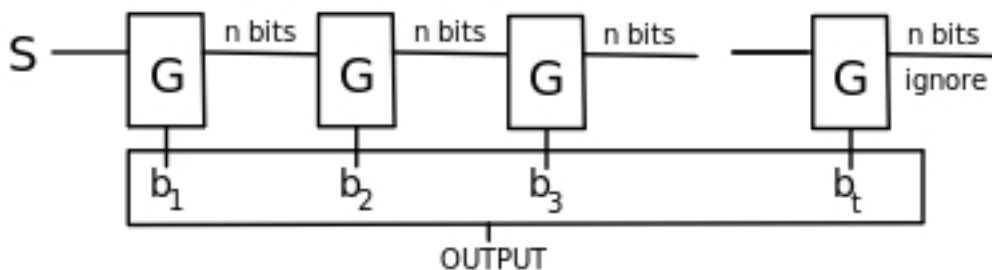 n bits n bits n bits n bits
S G G G G ignore
b1 b2 b3 bt
OUTPUT